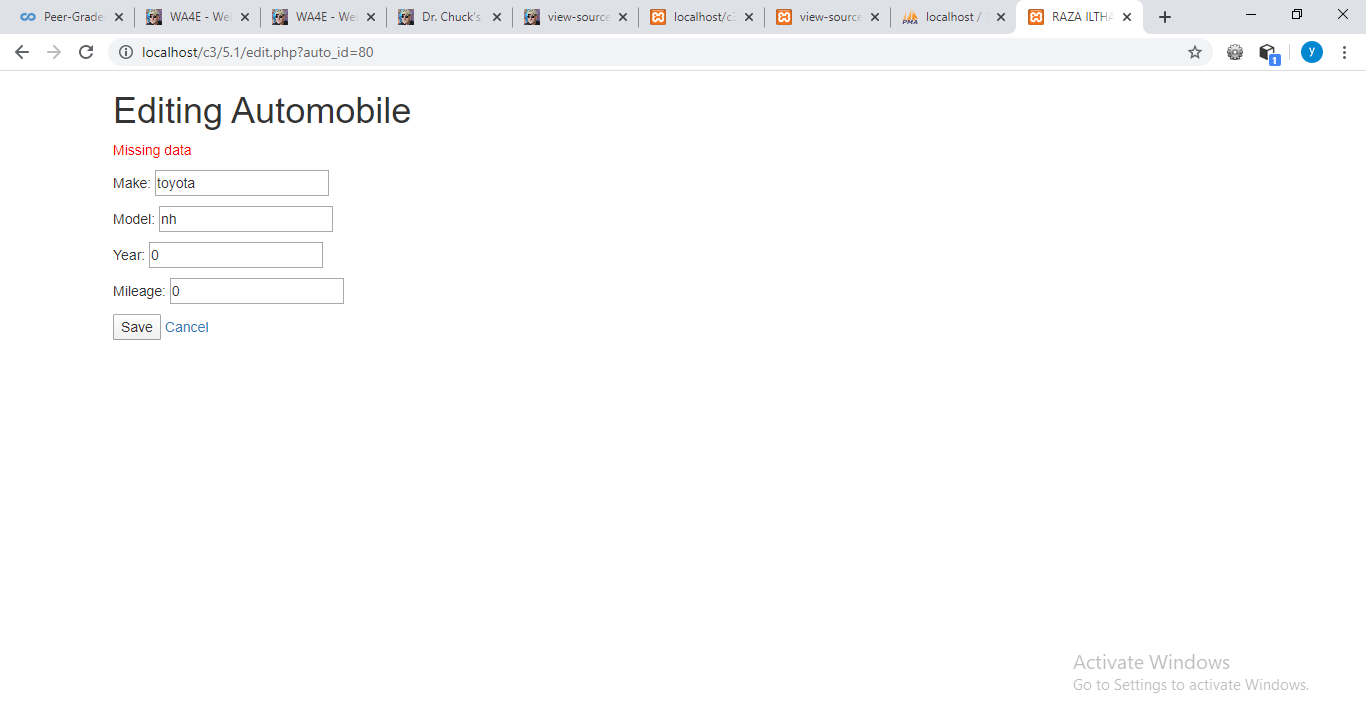 Peer-Grade
WA4E - We
WA4E - We
Dr. Chuck's
view-source
localhost/c3
view-source
localhost /
RAZA ILTHA
localhost/c3/5.1/edit.php?auto_id=80
y
1
Editing Automobile
Missing data
Make: toyota
Model: nh
Year: 0
Mileage: 0
Save Cancel
Activate Windows
Go to Settings to activate Windows.